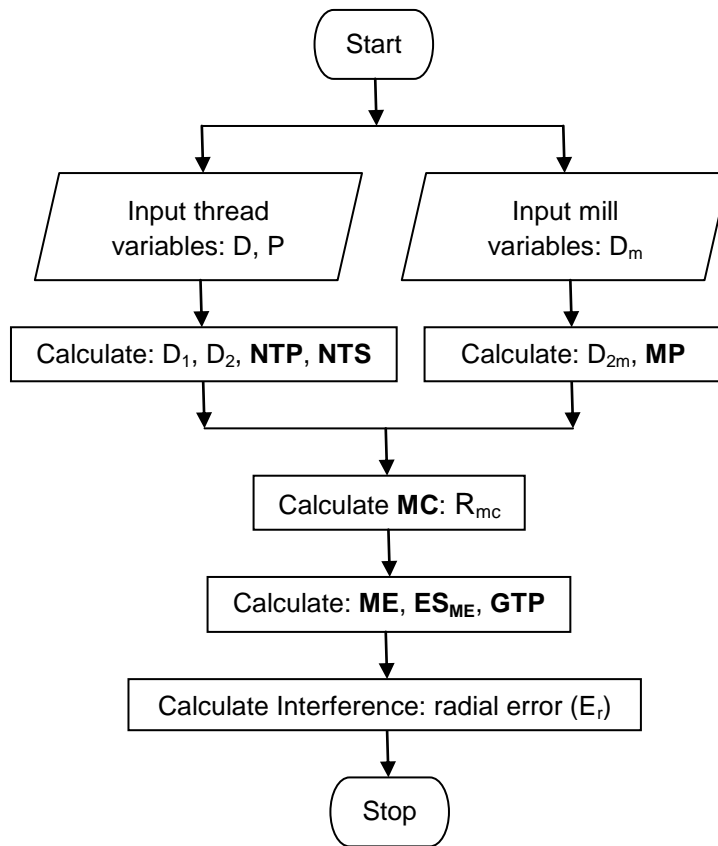 Start
Input thread
variables: D, P
Input mill
variables: Dₘ
Calculate: D₁, D₂, NTP, NTS
Calculate: D₂ₘ, MP
Calculate MC: Rmc
Calculate: ME, ESME, GTP
Calculate Interference: radial error (Eᵣ)
Stop